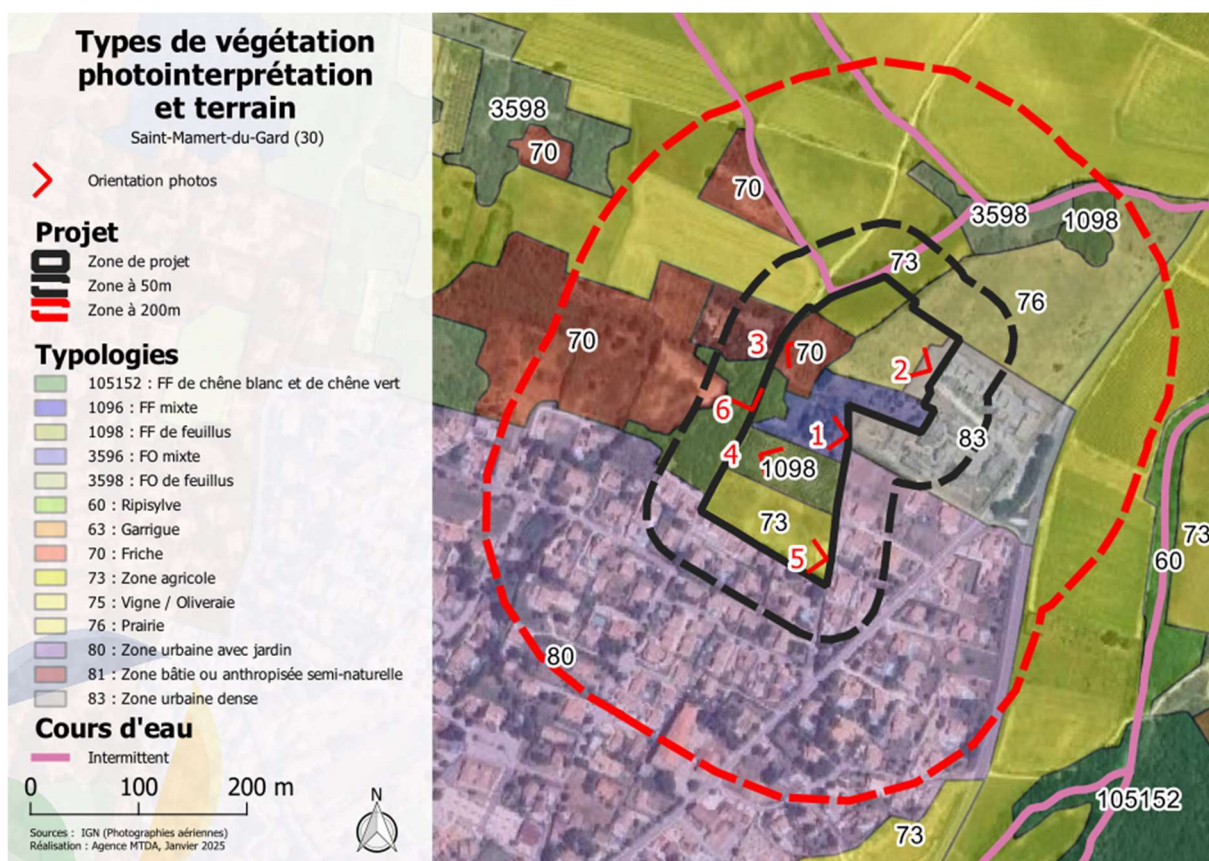 Types de végétation
photointerprétation
et terrain
Saint-Mamert-du-Gard (30)
Orientation photos
Projet
Zone de projet
Zone à 50m
Zone à 200m
Typologies
105152 : FF de chêne blanc et de chêne vert
1096 : FF mixte
1098 : FF de feuillus
3596 : FO mixte
3598 : FO de feuillus
60 : Ripisylve
63 : Garrigue
70 : Friche
73 : Zone agricole
75 : Vigne / Oliveraie
76 : Prairie
80 : Zone urbaine avec jardin
81 : Zone bâtie ou anthropisée semi-naturelle
83 : Zone urbaine dense
Cours d'eau
Intermittent
0 100 200 m
N
Sources : IGN (Photographies aériennes)
Réalisation : Agence MTDA, Janvier 2025
3598
70
70
3598
1098
73
76
70
3
70
2
6
1
83
4
1098
73
5
60
73
80
105152
73